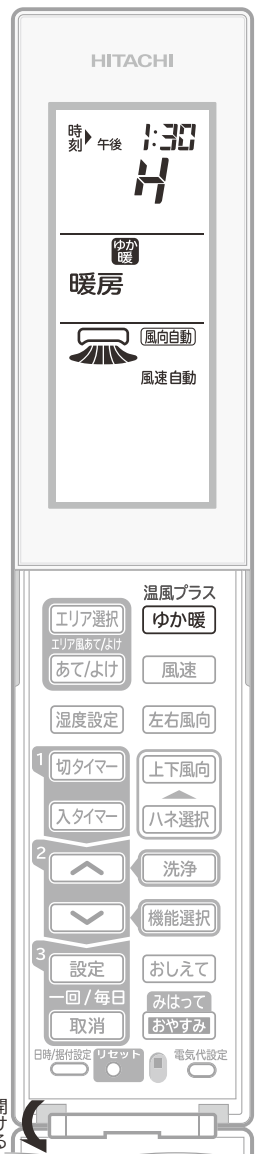 HITACHI
時刻 午後 1:30
H
ゆか暖
暖房
風向自動
風速自動
温風プラス
エリア選択 ゆか暖
エリア風あて/よけ
あて/よけ 風速
湿度設定 左右風向
1 切タイマー 上下風向
入タイマー ハネ選択
2 洗浄
機能選択
3 設定 おしえて
一回/毎日 みはって
取消 おやすみ
日時/据付設定 リセット 電気代設定
開ける